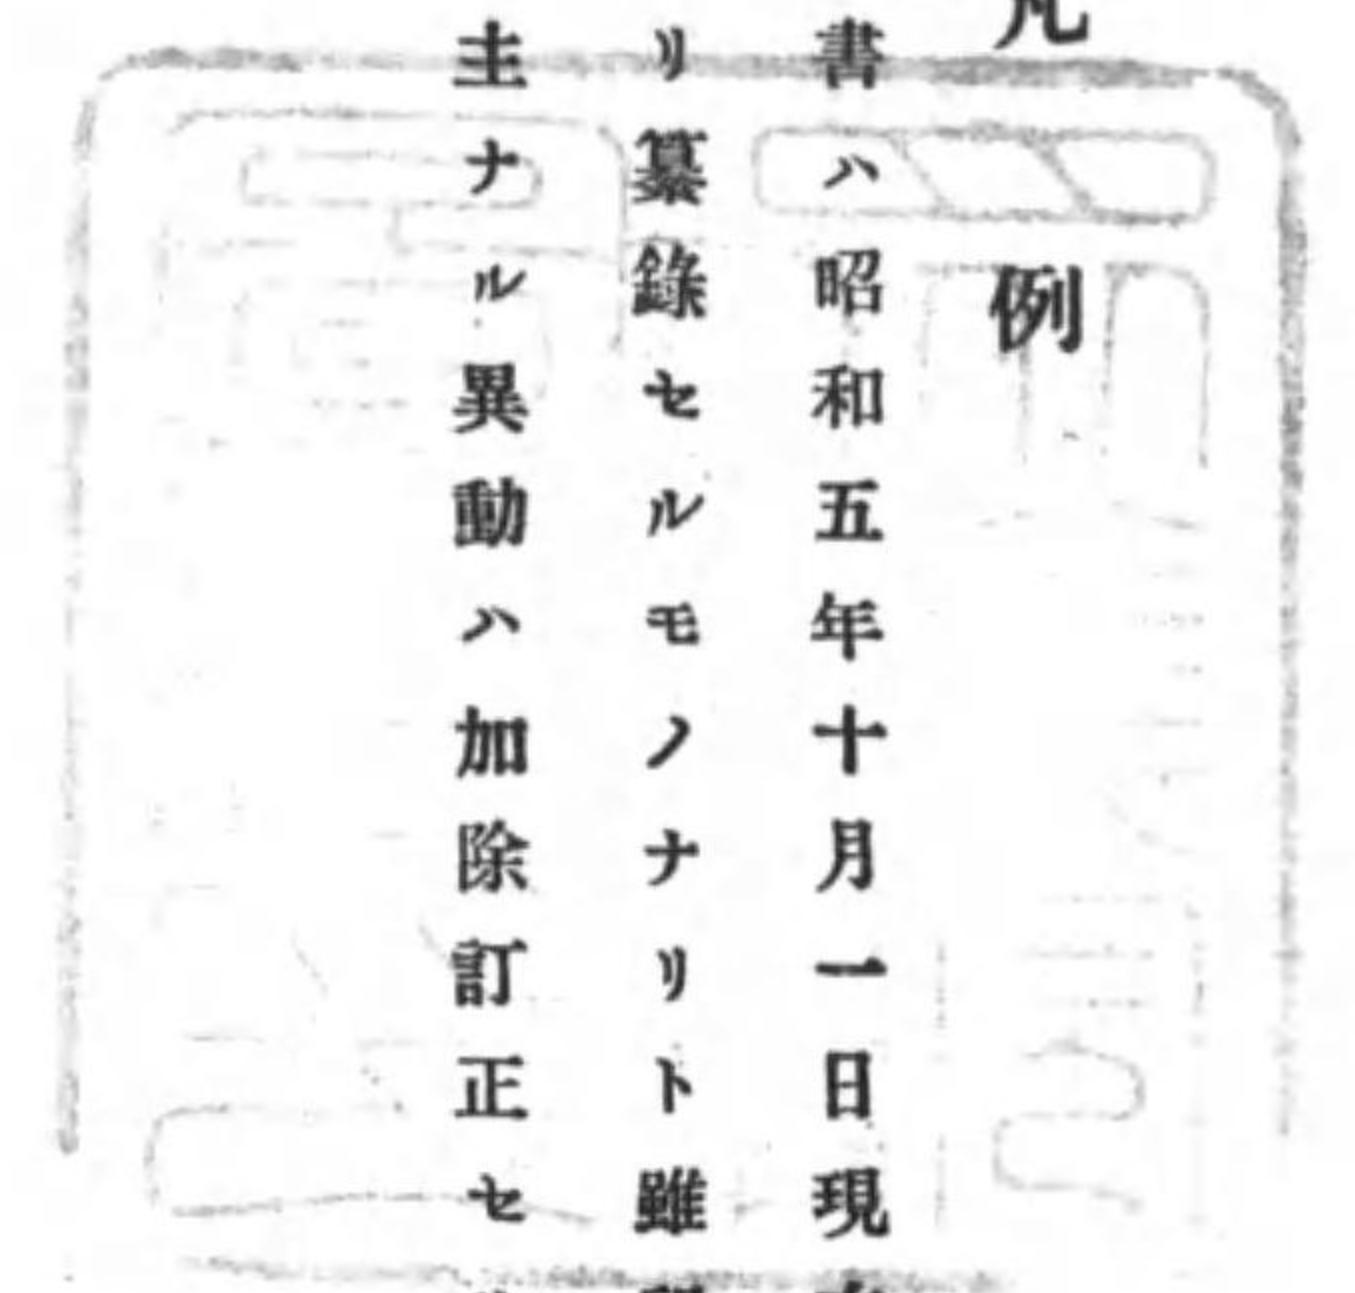 凡例
書ハ昭和五年十月一日現
リ纂錄セルモノナリト雖
主ナル異動ハ加除訂正セ